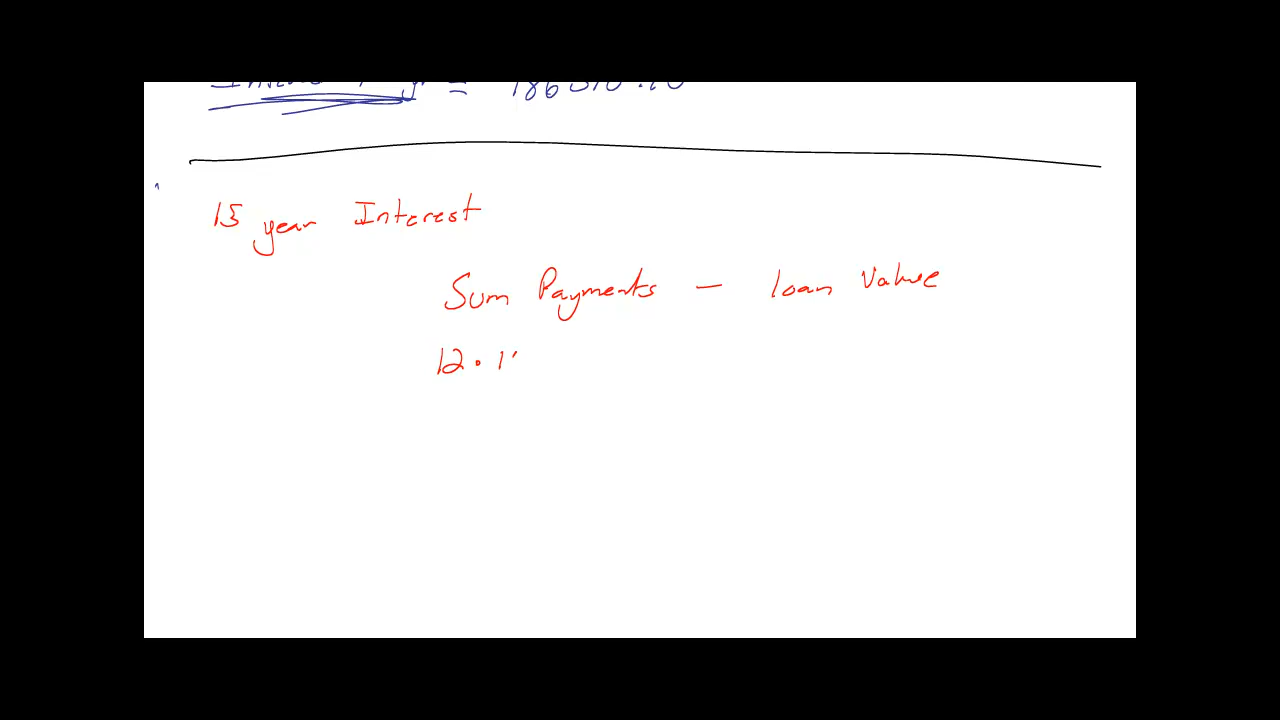 =
15 year Interest
Sum Payments - loan Value
12 · 1